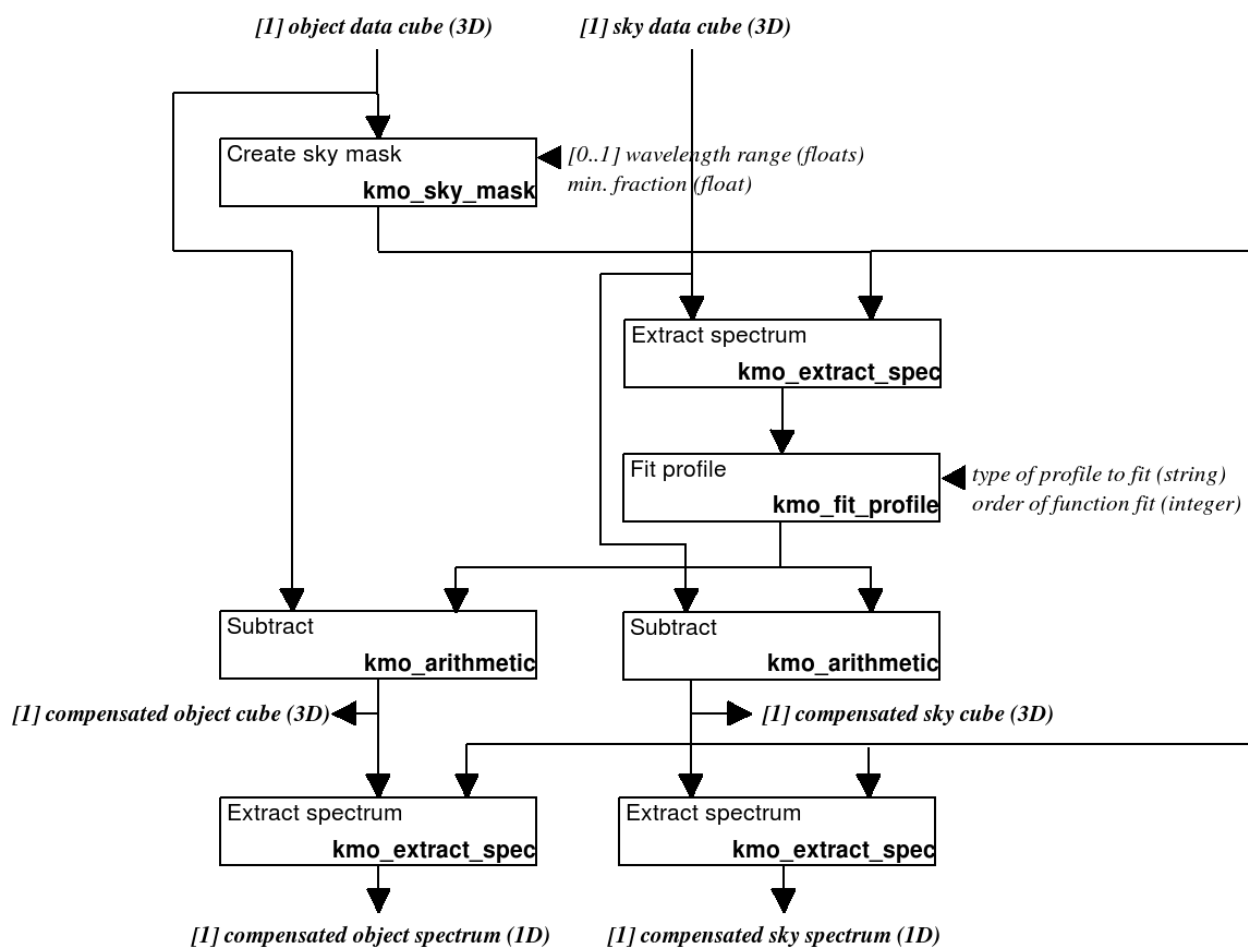 [1] object data cube (3D)
[1] sky data cube (3D)
Create sky mask
kmo_sky_mask
[0..1] wavelength range (floats)
min. fraction (float)
Extract spectrum
kmo_extract_spec
Fit profile
kmo_fit_profile
type of profile to fit (string)
order of function fit (integer)
Subtract
kmo_arithmetic
Subtract
kmo_arithmetic
[1] compensated object cube (3D)
[1] compensated sky cube (3D)
Extract spectrum
kmo_extract_spec
Extract spectrum
kmo_extract_spec
[1] compensated object spectrum (1D)
[1] compensated sky spectrum (1D)